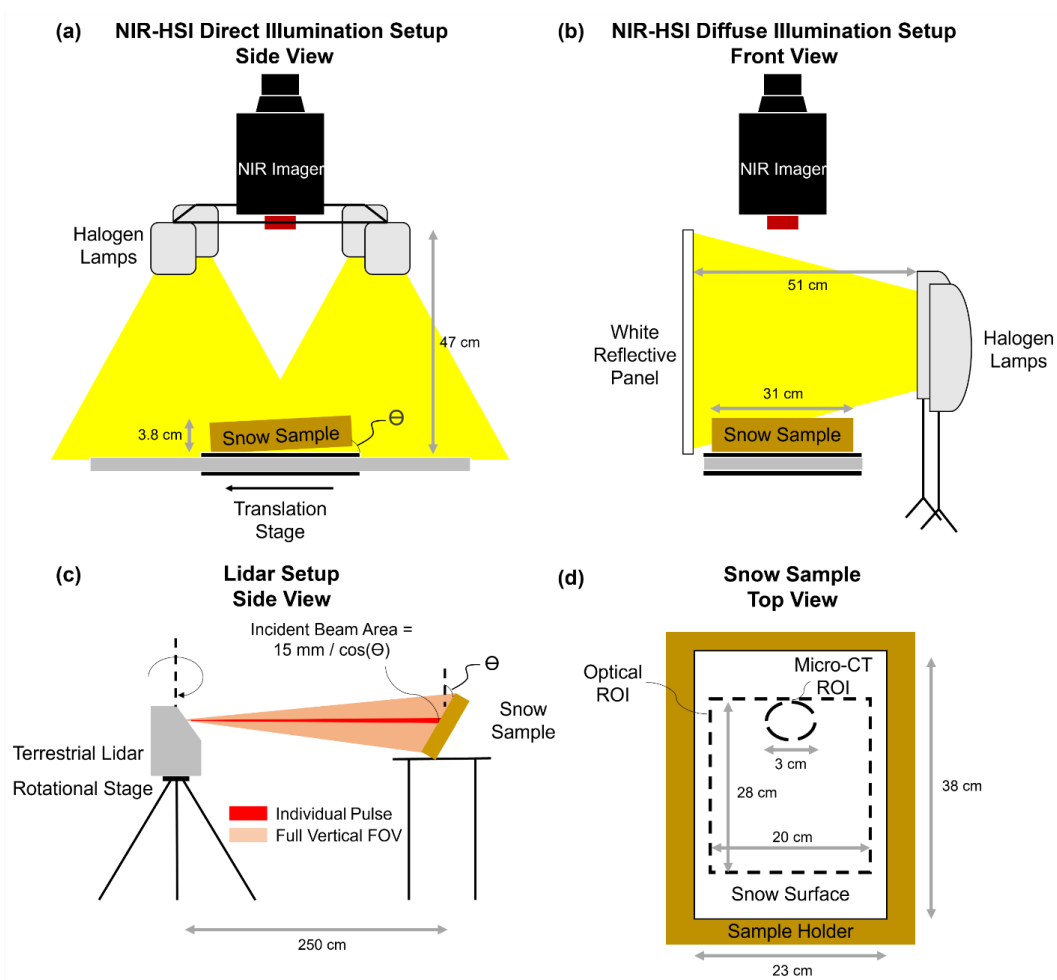 (a)
NIR-HSI Direct Illumination Setup
Side View
NIR Imager
Halogen
Lamps
47 cm
3.8 cm
Snow Sample
Θ
Translation
Stage
(b)
NIR-HSI Diffuse Illumination Setup
Front View
NIR Imager
51 cm
White
Reflective
Panel
Halogen
Lamps
31 cm
Snow Sample
(c)
Lidar Setup
Side View
Incident Beam Area =
15 mm / cos(Θ)
Θ
Snow
Sample
Terrestrial Lidar
Rotational Stage
Individual Pulse
Full Vertical FOV
250 cm
(d)
Snow Sample
Top View
Optical
ROI
Micro-CT
ROI
3 cm
28 cm
38 cm
20 cm
Snow Surface
Sample Holder
23 cm